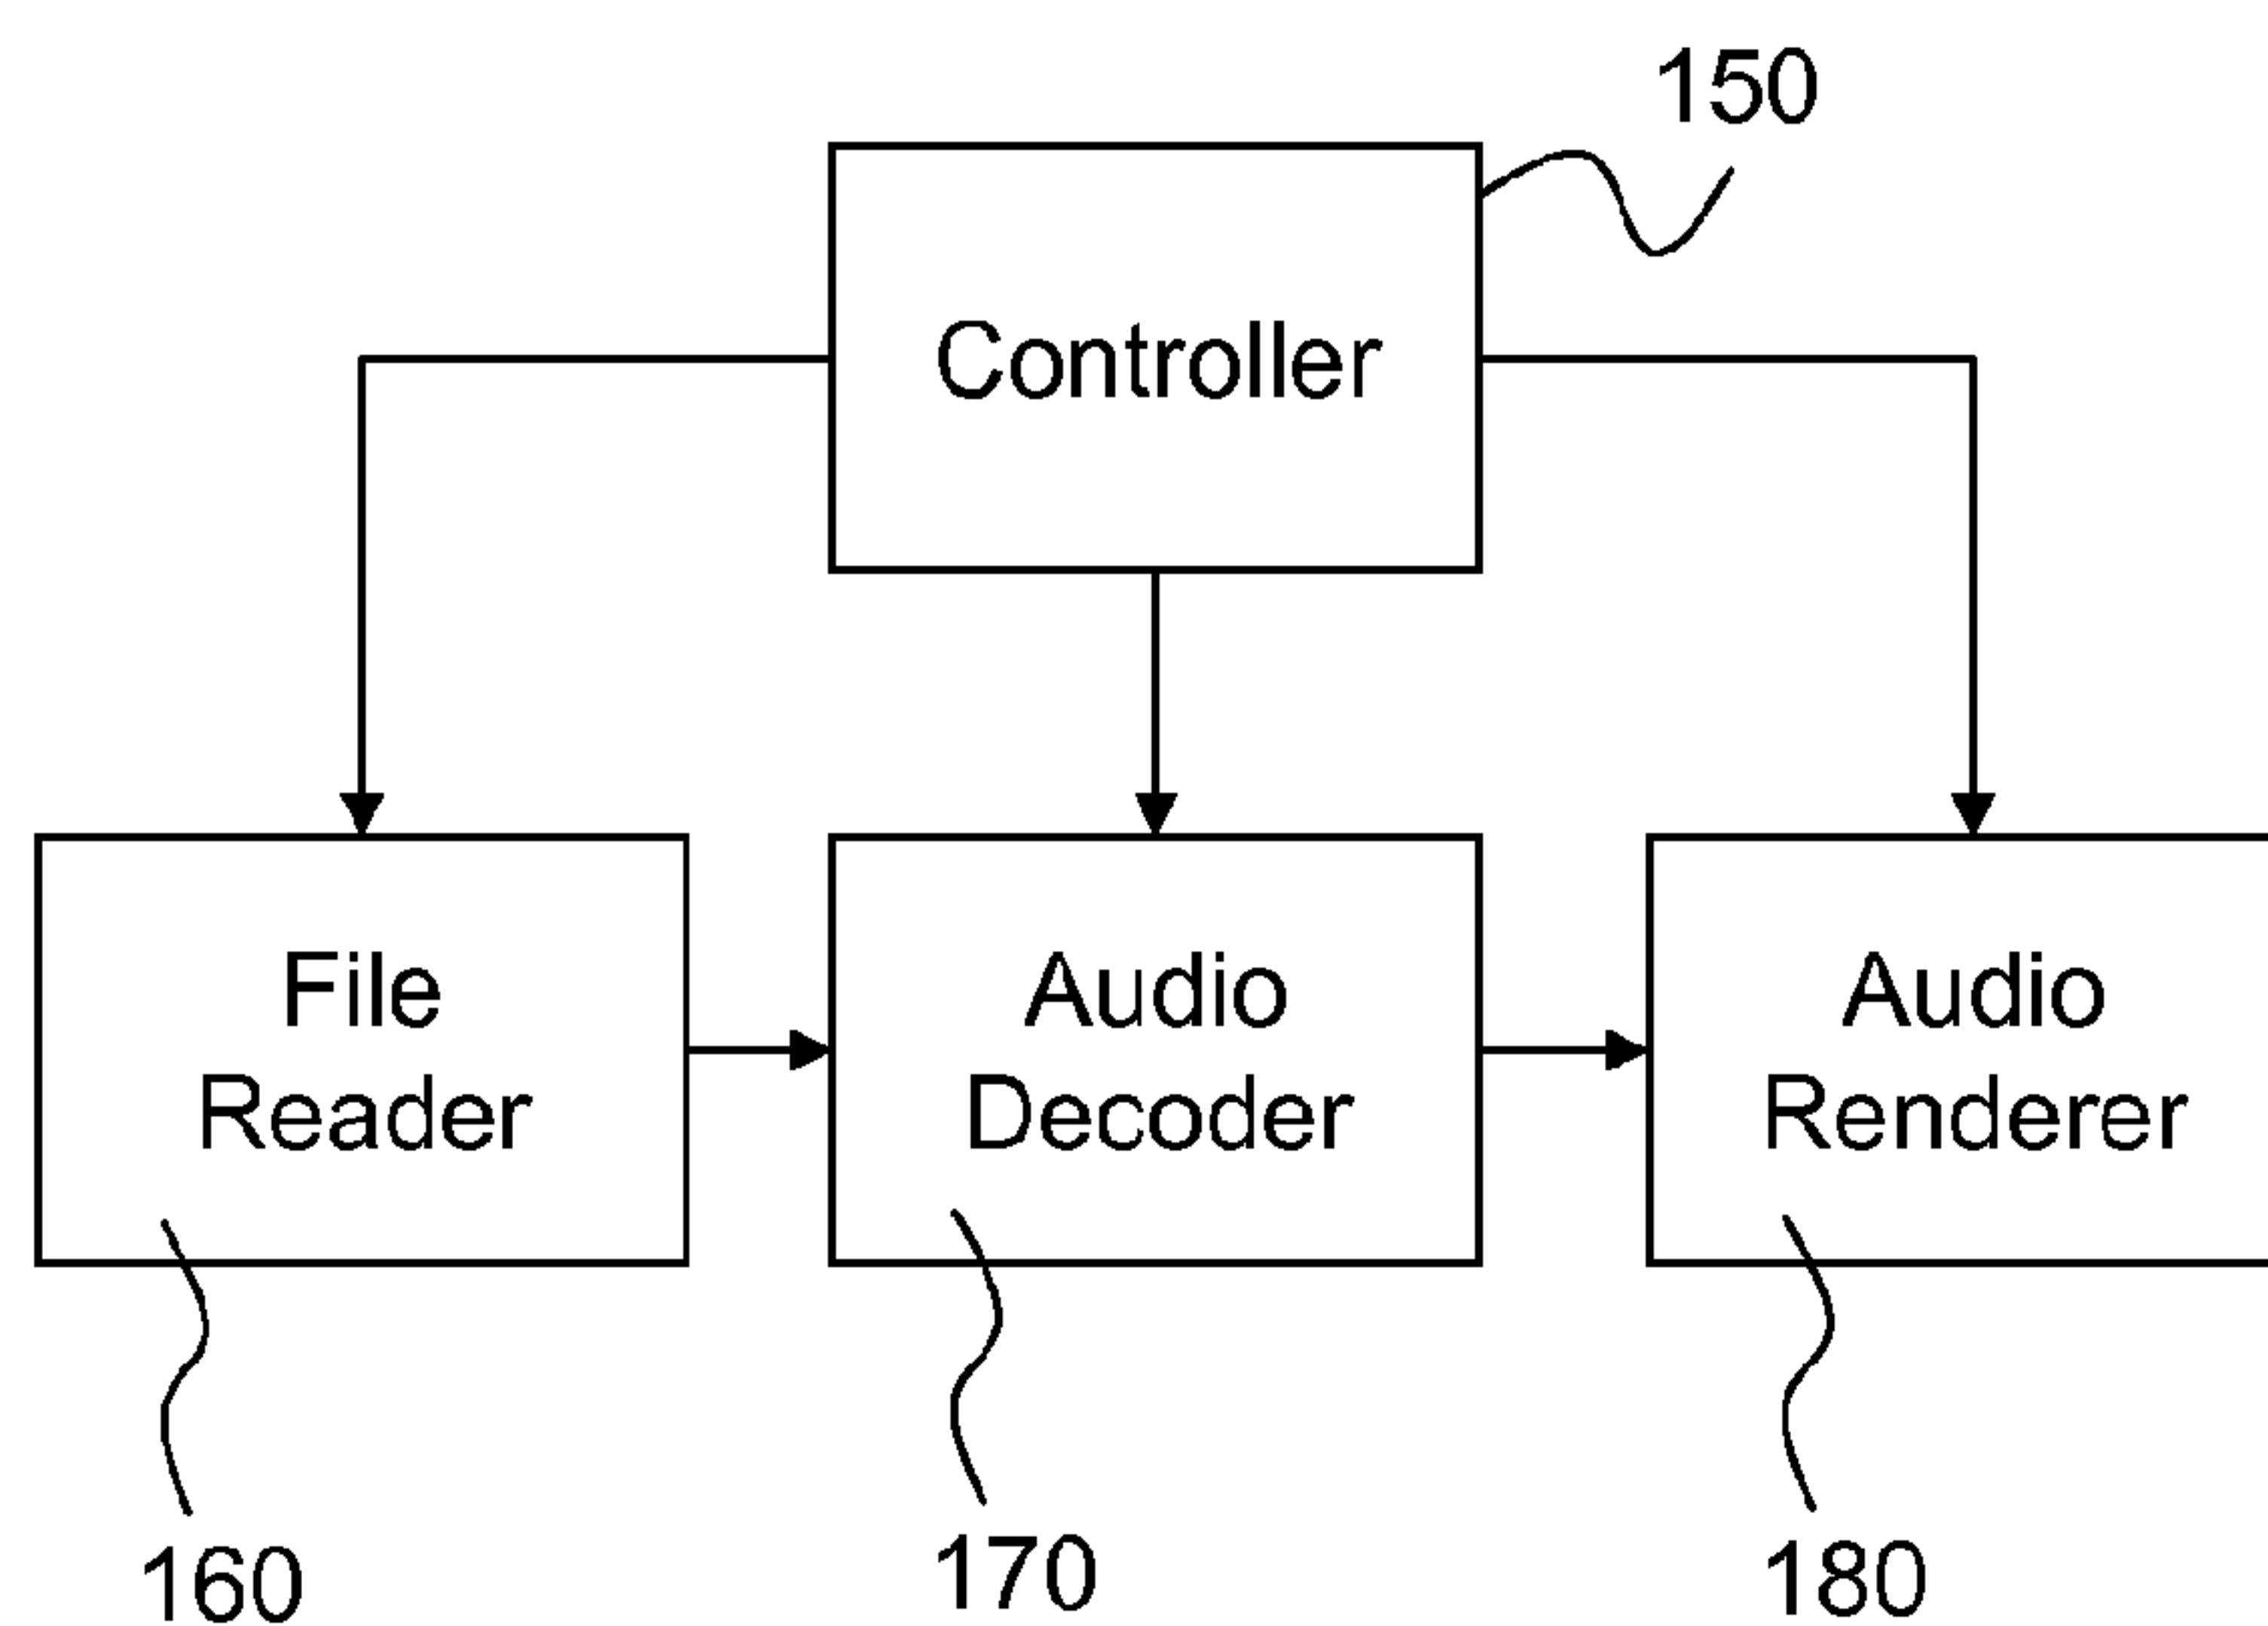 150
Controller
File
Reader
Audio
Decoder
Audio
Renderer
160
170
180